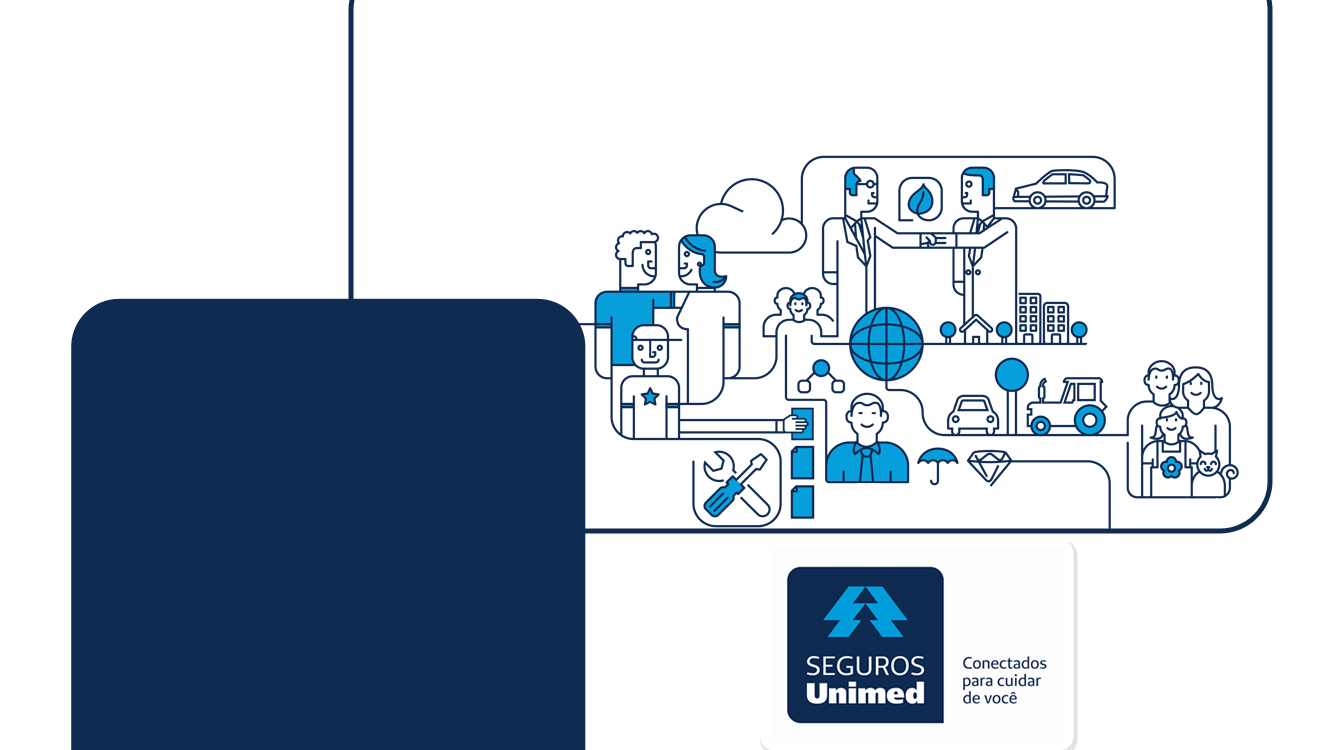 SEGUROS
Unimed
Conectados
para cuidar
de você